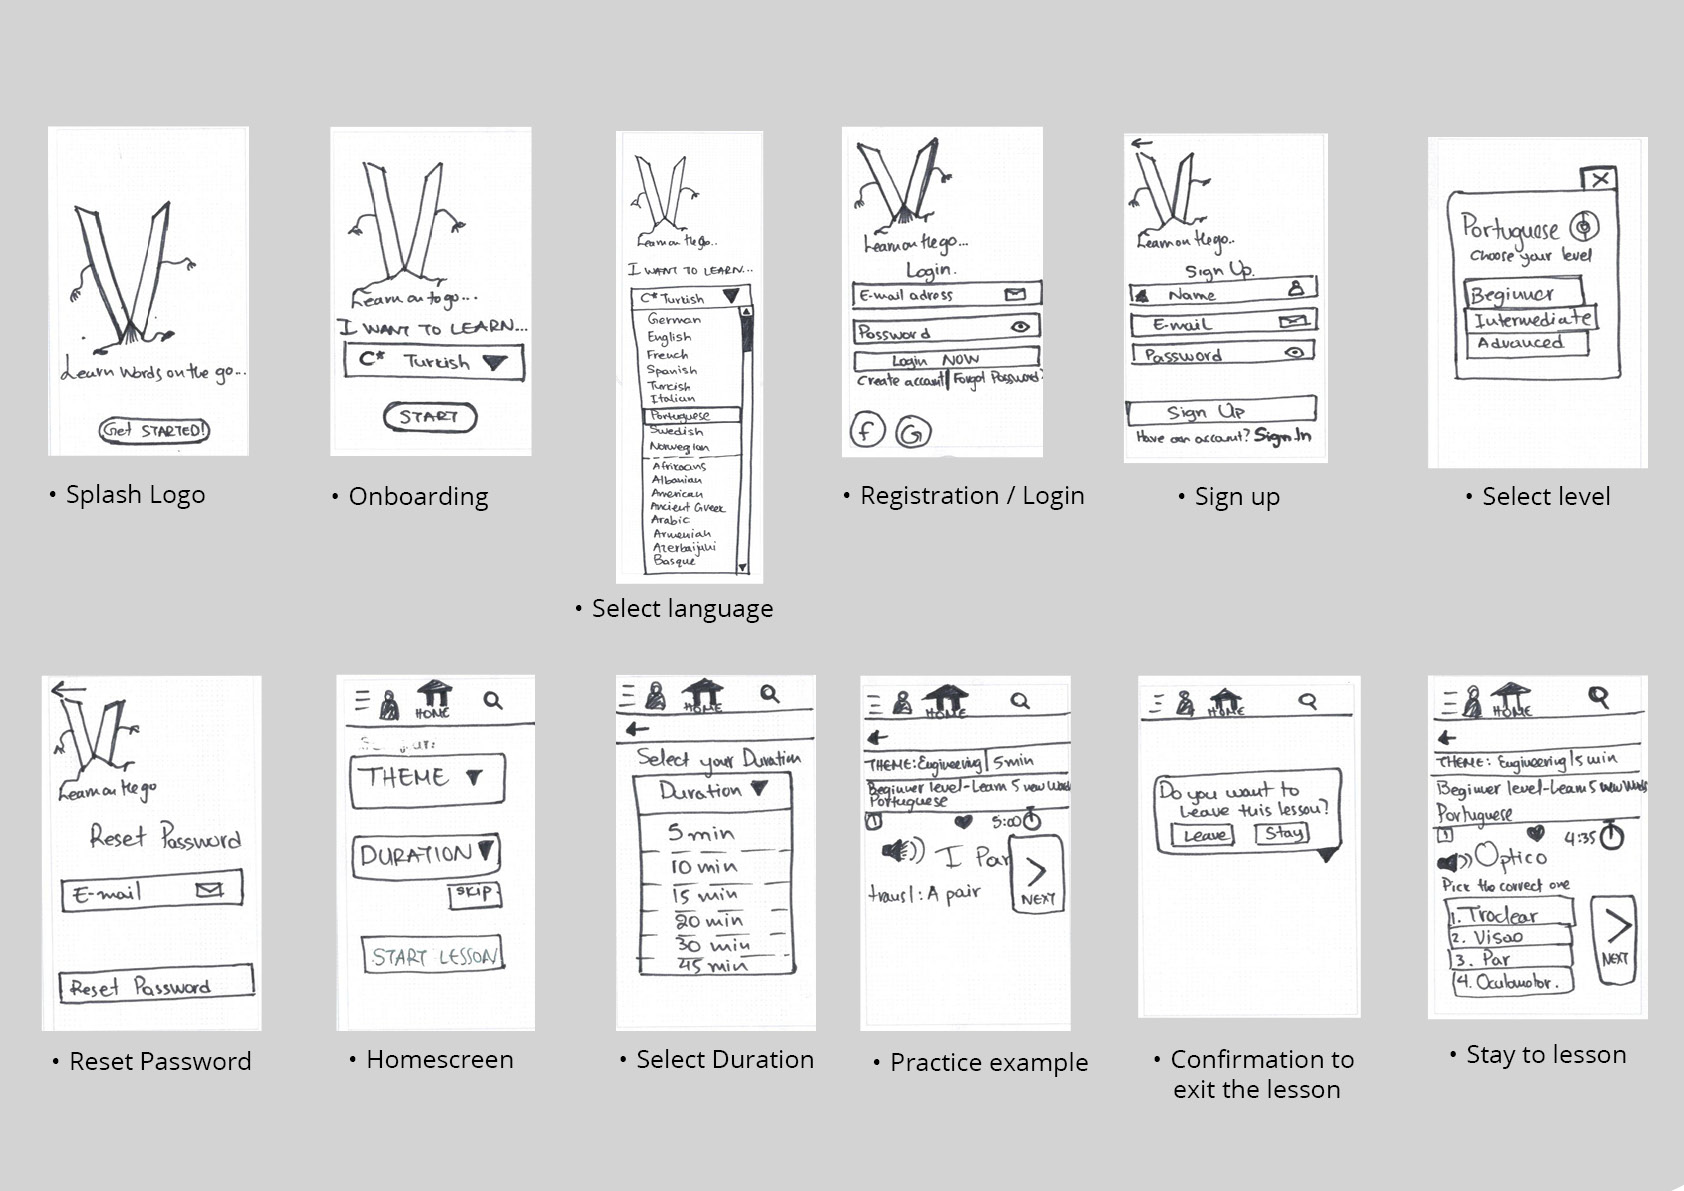 Learn words on the go...
Get STARTED!
• Splash Logo
Learn on to go...
I WANT TO LEARN...
C* Turkish
START
• Onboarding
Learn on the go..
I WANT TO LEARN...
C* Turkish
German
English
French
Spanish
Turkish
Italian
Portuguese
Swedish
Norwegian
Afrikaans
Albanian
American
Ancient Greek
Arabic
Armenian
Azerbaijani
Basque
• Select language
Learn on the go...
Login.
E-mail adress
Password
Login NOW
Create account | Forgot Password?
f G
• Registration / Login
Learn on the go..
Sign Up.
Name
E-mail
Password
Sign Up
Have an account? Sign In
• Sign up
X
Portuguese
Choose your level
Beginner
Intermediate
Advanced
• Select level
Learn on the go
Reset Password
E-mail
Reset Password
• Reset Password
HOME
THEME
DURATION
SKIP
START LESSON
• Homescreen
HOME
Select your Duration
Duration
5 min
10 min
15 min
20 min
30 min
45 min
• Select Duration
HOME
THEME: Engineering | 5min
Beginner level-Learn 5 new Words
Portuguese
1 5:00
I Par
transl: A pair
NEXT
• Practice example
HOME
Do you want to
Leave this lesson?
Leave Stay
• Confirmation to
exit the lesson
HOME
THEME: Engineering | 5 min
Beginner level-Learn 5 new Words
Portuguese
1 4:35
Optico
Pick the correct one
1. Troclear
2. Visao
3. Par
4. Oculomotor.
NEXT
• Stay to lesson